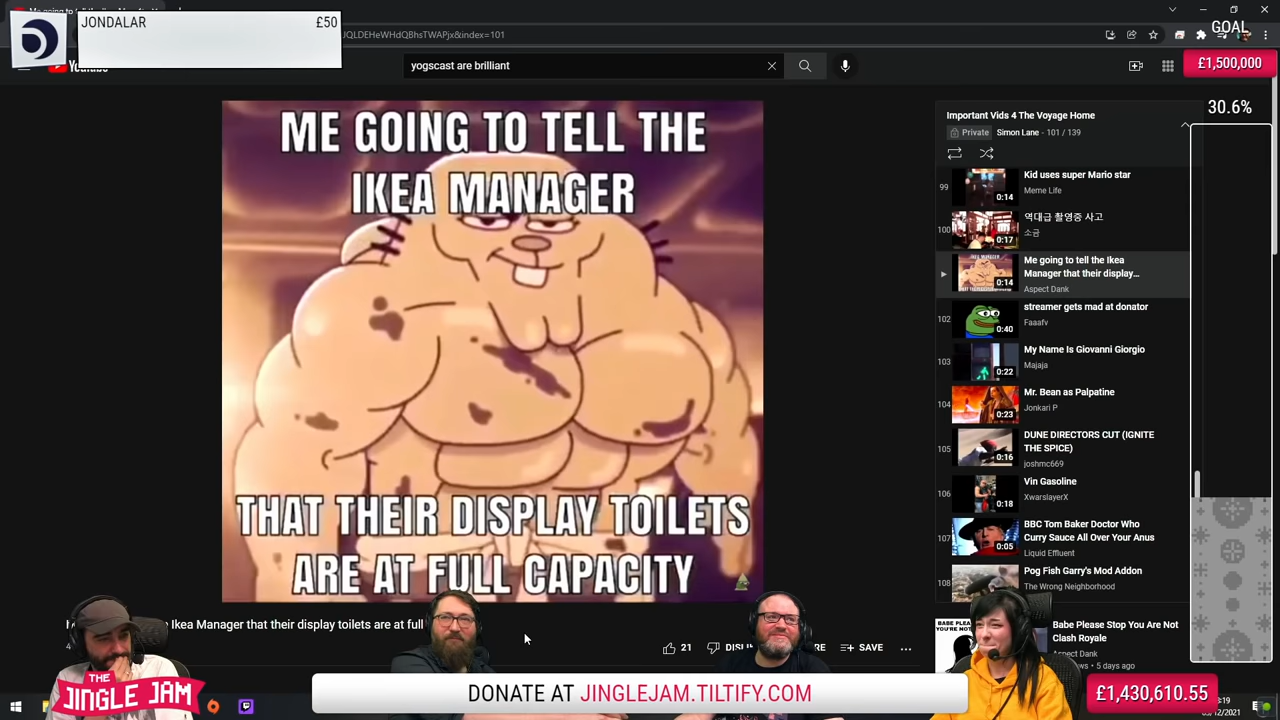 JONDALAR £50
QLDEHeWHdQBhsTWAPjx&index=101
GOAL
yogscast are brilliant
£1,500,000
30.6%
ME GOING TO TELL THE
IKEA MANAGER
THAT THEIR DISPLAY TOILETS
ARE AT FULL CAPACITY
Important Vids 4 The Voyage Home
Private Simon Lane - 101 / 139
99
Kid uses super Mario star
Meme Life
0:14
100
역대급 촬영증 사고
소금
0:17
Me going to tell the Ikea
Manager that their display...
Aspect Dank
0:14
102
streamer gets mad at donator
Faaafv
0:40
103
My Name Is Giovanni Giorgio
Majaja
0:22
104
Mr. Bean as Palpatine
Jonkari P
0:23
105
DUNE DIRECTORS CUT (IGNITE
THE SPICE)
joshmc669
0:16
106
Vin Gasoline
XwarslayerX
0:18
107
BBC Tom Baker Doctor Who
Curry Sauce All Over Your Anus
Liquid Effluent
0:05
108
Pog Fish Garry's Mod Addon
The Wrong Neighborhood
Babe Please Stop You Are Not
Clash Royale
Aspect Dank
5 days ago
Ikea Manager that their display toilets are at full
21 SAVE
THE
JINGLE JAM
DONATE AT JINGLEJAM.TILTIFY.COM
£1,430,610.55